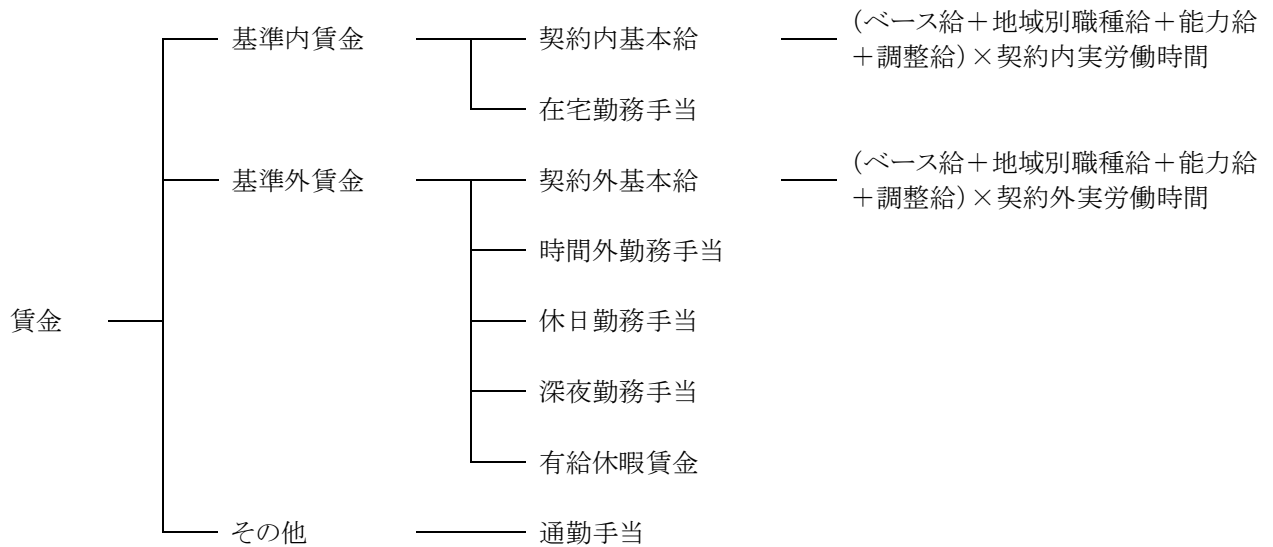 基準内賃金 契約内基本給 (ベース給+地域別職種給+能力給
+調整給)×契約内実労働時間
在宅勤務手当
基準外賃金 契約外基本給 (ベース給+地域別職種給+能力給
+調整給)×契約外実労働時間
時間外勤務手当
賃金 休日勤務手当
深夜勤務手当
有給休暇賃金
その他 通勤手当